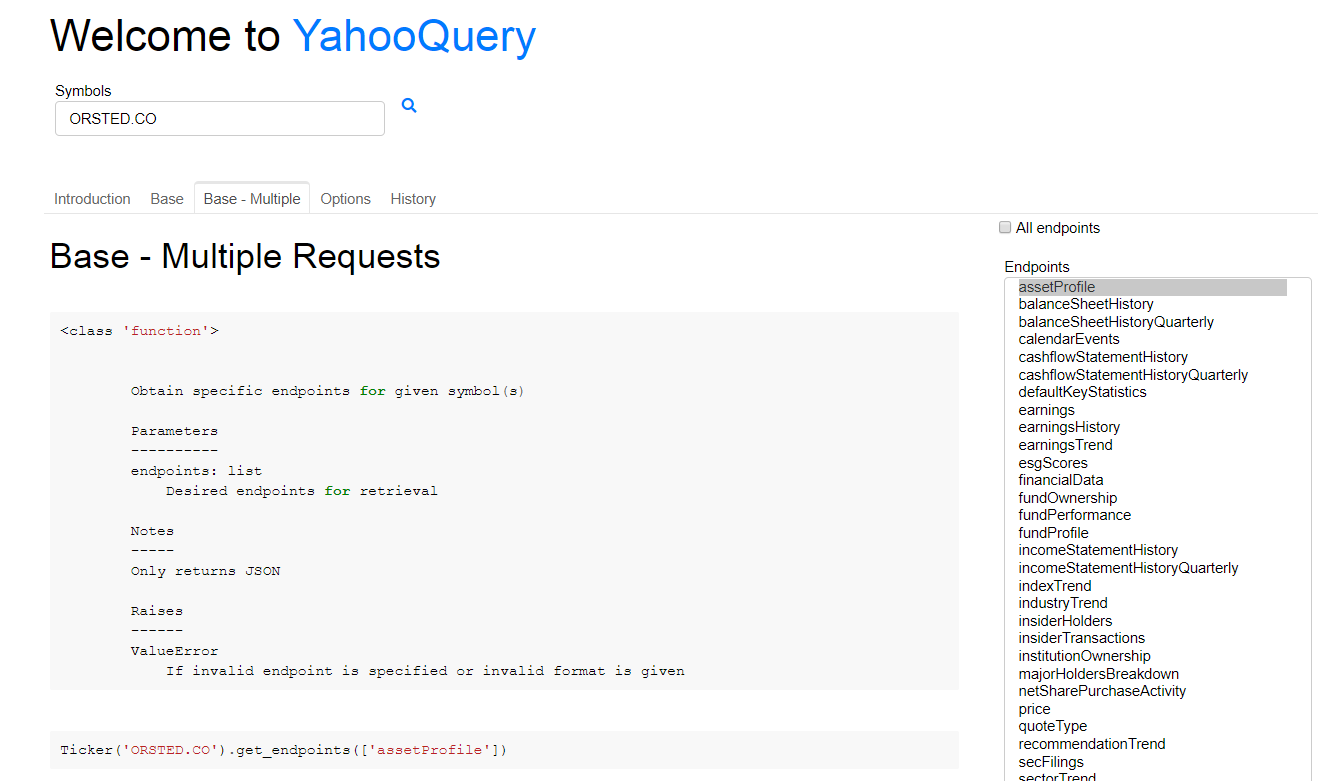 Welcome to YahooQuery
Symbols
ORSTED.CO
Introduction Base Base - Multiple Options History
Base - Multiple Requests
<class 'function'>
Obtain specific endpoints for given symbol(s)
Parameters
----------
endpoints: list
Desired endpoints for retrieval
Notes
-----
Only returns JSON
Raises
------
ValueError
If invalid endpoint is specified or invalid format is given
Ticker('ORSTED.CO').get_endpoints(['assetProfile'])
All endpoints
Endpoints
assetProfile
balanceSheetHistory
balanceSheetHistoryQuarterly
calendarEvents
cashflowStatementHistory
cashflowStatementHistoryQuarterly
defaultKeyStatistics
earnings
earningsHistory
earningsTrend
esgScores
financialData
fundOwnership
fundPerformance
fundProfile
incomeStatementHistory
incomeStatementHistoryQuarterly
indexTrend
industryTrend
insiderHolders
insiderTransactions
institutionOwnership
majorHoldersBreakdown
netSharePurchaseActivity
price
quoteType
recommendationTrend
secFilings
sectorTrend